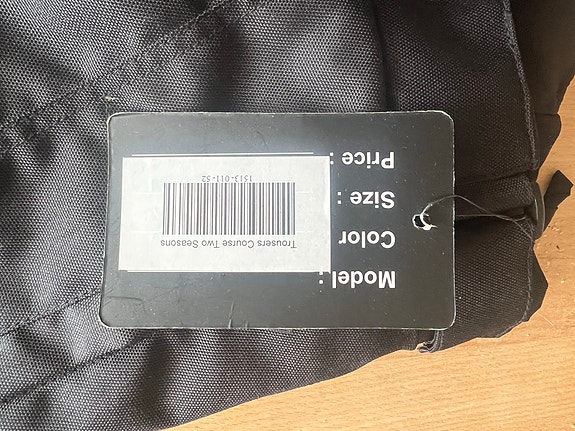 Model :
Color
Size :
Price :
Trousers Course Two Seasons
1513-011-52